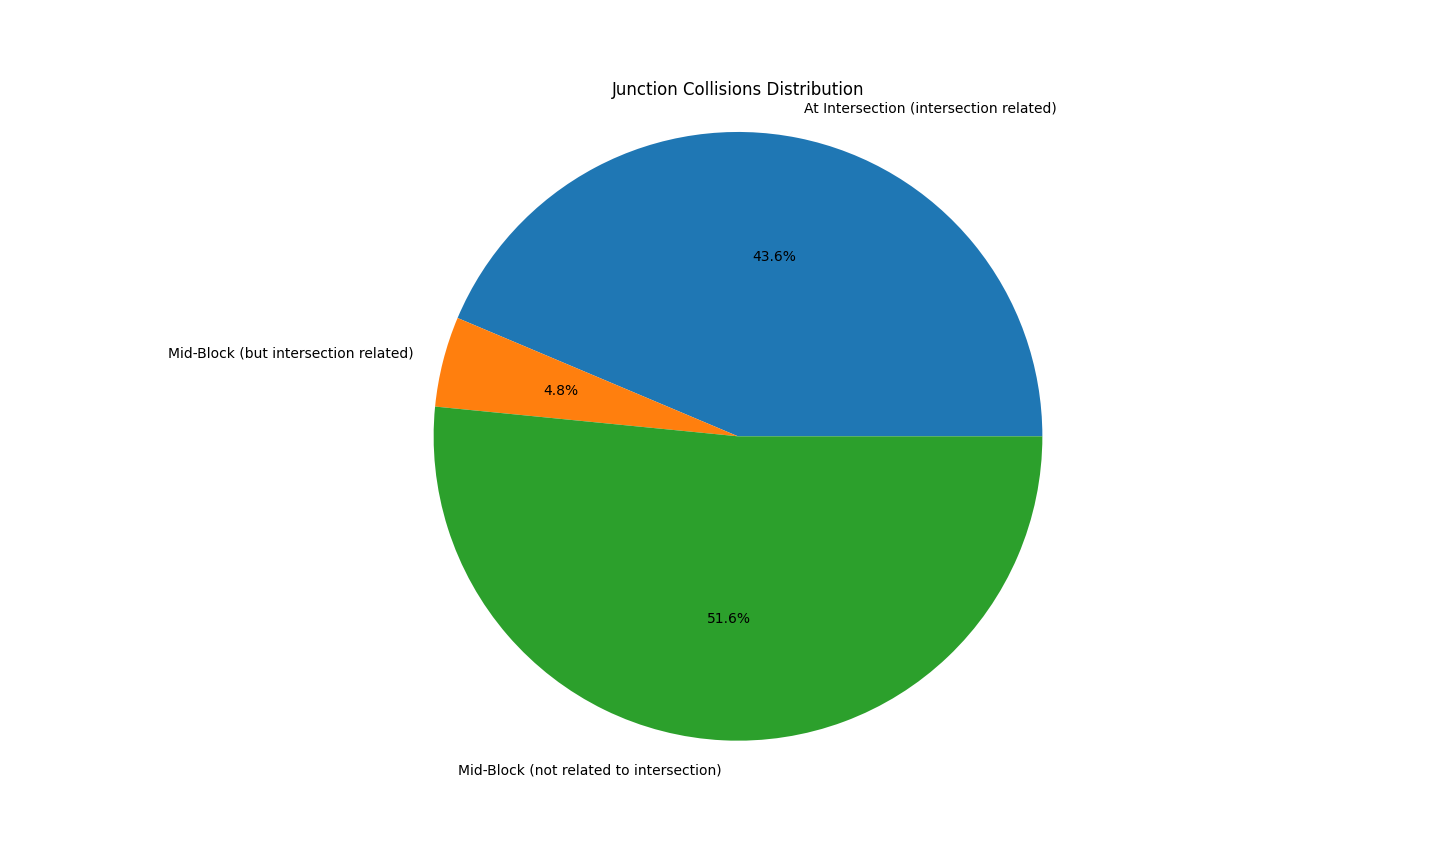 Junction Collisions Distribution
At Intersection (intersection related)
43.6%
Mid-Block (but intersection related)
4.8%
51.6%
Mid-Block (not related to intersection)